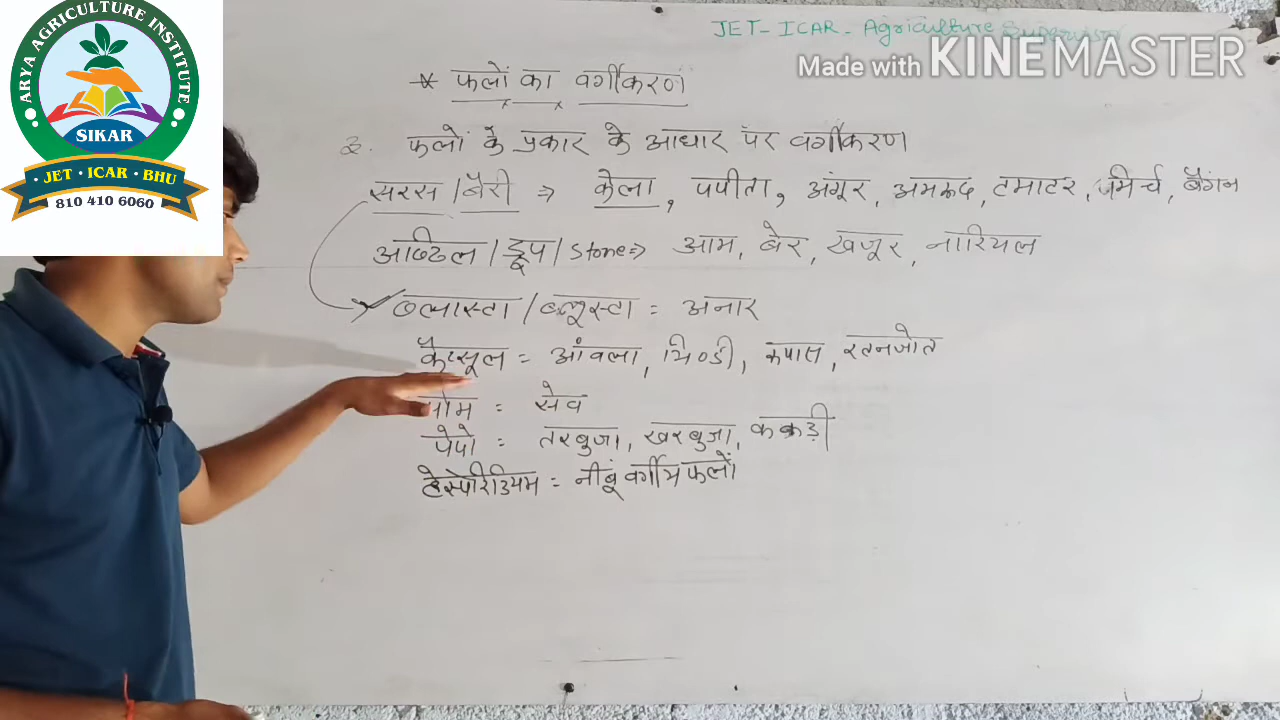 ARYA AGRICULTURE INSTITUTE
SIKAR
· JET · ICAR · BHU
810 410 6060
JET- ICAR - Agriculture Supervisor
Made with KINEMASTER
* फलों का वर्गीकरण
3. फलो के प्रकार के आधार पर वर्गीकरण
सरस / बैरी ⇒ केला, पपीता, अंगूर, अमरूद, टमाटर, मिर्च, बैंगन
अष्ठिल / ड्रूप / Stone ⇒ आम, बेर, खजूर, नारियल
बलास्टा / बलूस्टा = अनार
कैप्सूल = आंवला, भिण्डी, कपास, रतनजोत
पोम = सेव
पेपो = तरबुजा, खरबुजा, ककड़ी
हेस्पेरीडियम = नीबूं वर्गीय फलों